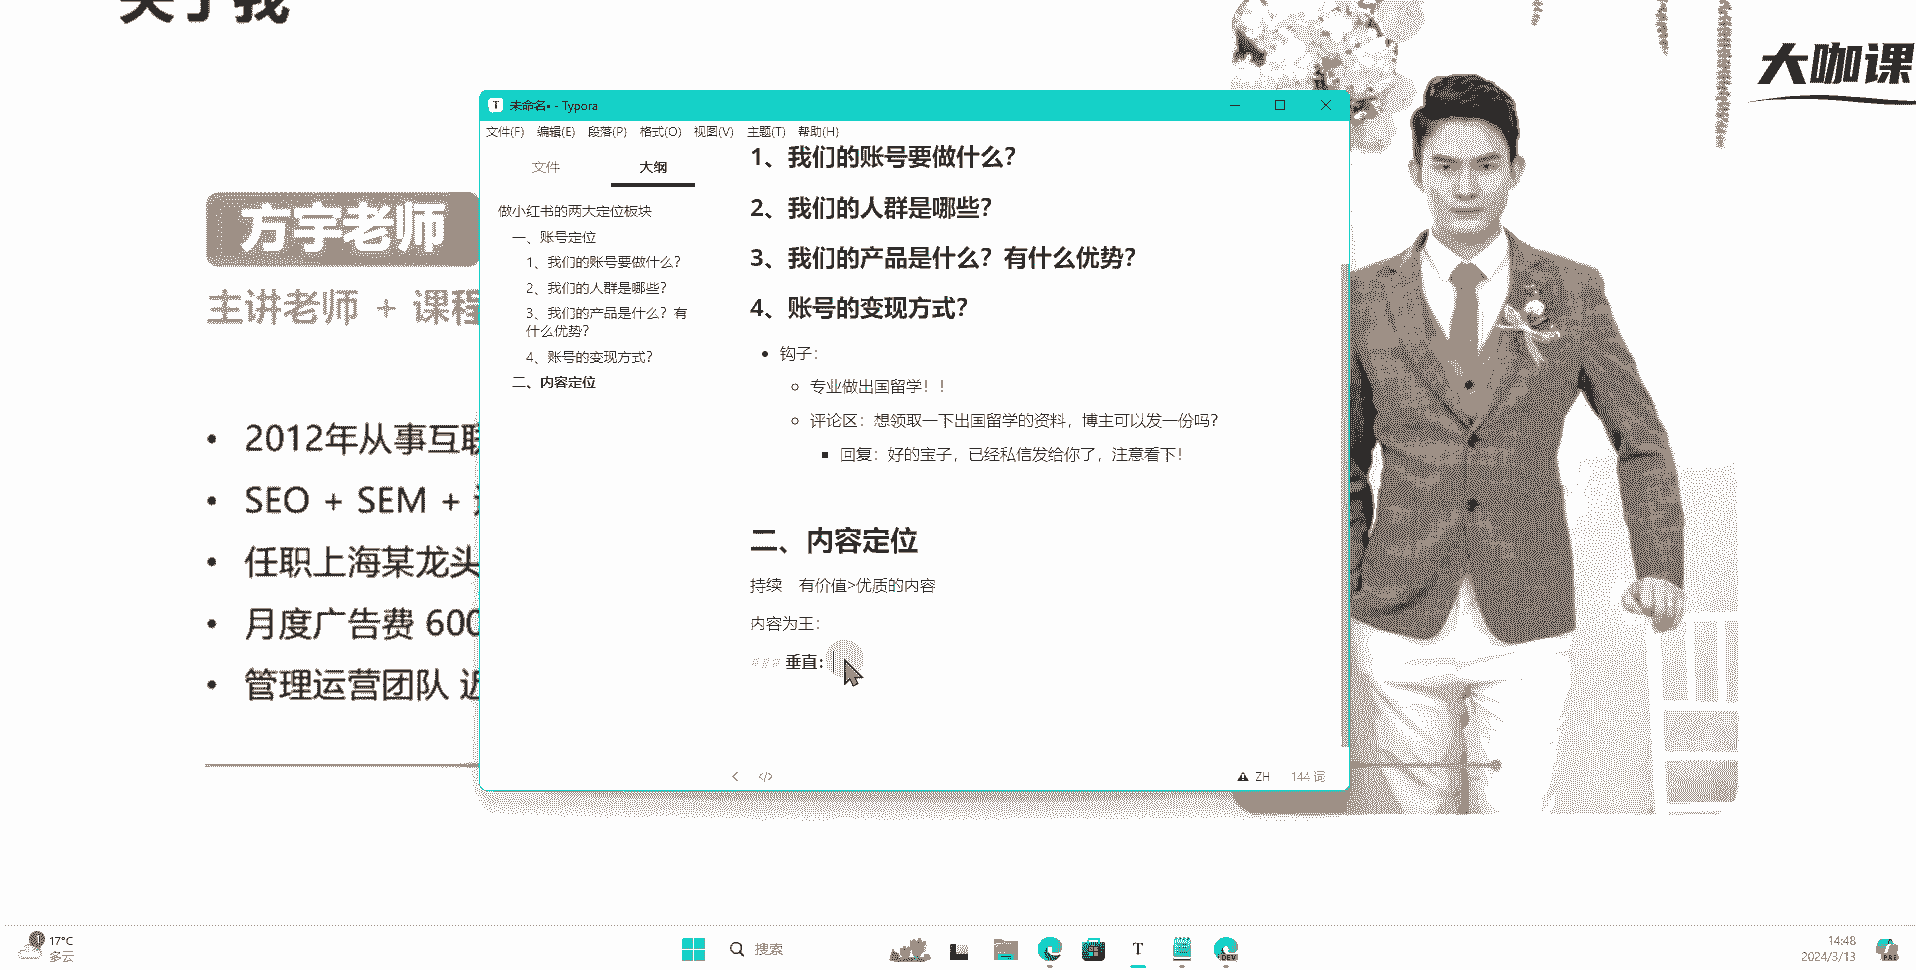 关于我
大咖课
方宇老师
主讲老师 + 课程
2012年从事互联
SEO + SEM +
任职上海某龙头
月度广告费 600
管理运营团队 近
未命名• - Typora
文件(F) 编辑(E) 段落(P) 格式(O) 视图(V) 主题(T) 帮助(H)
文件 大纲
做小红书的两大定位板块
一、账号定位
1、我们的账号要做什么？
2、我们的人群是哪些？
3、我们的产品是什么？有
什么优势？
4、账号的变现方式？
二、内容定位
1、我们的账号要做什么？
2、我们的人群是哪些？
3、我们的产品是什么？有什么优势？
4、账号的变现方式？
钩子：
专业做出国留学！！
评论区：想领取一下出国留学的资料，博主可以发一份吗？
回复：好的宝子，已经私信发给你了，注意看下！
二、内容定位
持续 有价值>优质的内容
内容为王：
### 垂直：
</> ZH 144 词
17°C
多云
搜索
DEV
14:48
2024/3/13
PRE